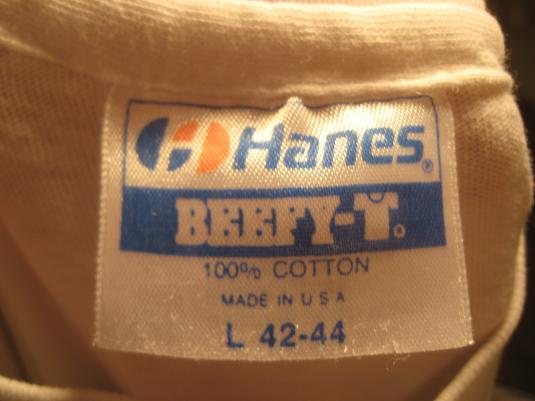 Hanes®
BEEFY-T®
100% COTTON
MADE IN U S A
L 42-44